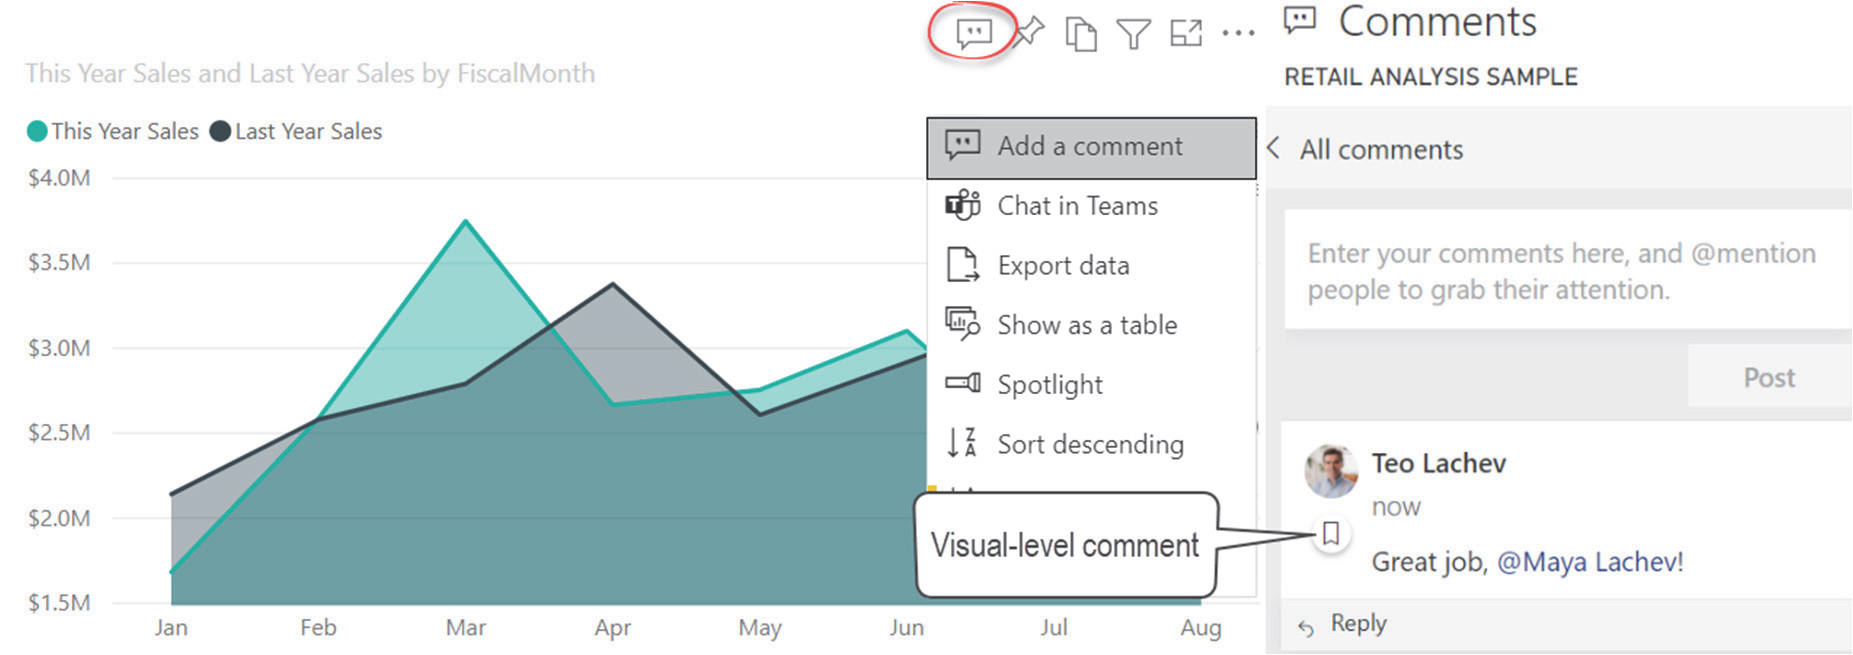 This Year Sales and Last Year Sales by FiscalMonth
This Year Sales
Last Year Sales
$4.0M
$3.5M
$3.0M
$2.5M
$2.0M
$1.5M
Jan
Feb
Mar
Apr
May
Jun
Jul
Aug
Add a comment
Chat in Teams
Export data
Show as a table
Spotlight
Sort descending
Visual-level comment
Comments
RETAIL ANALYSIS SAMPLE
All comments
Enter your comments here, and @mention
people to grab their attention.
Post
Teo Lachev
now
Great job, @Maya Lachev!
Reply